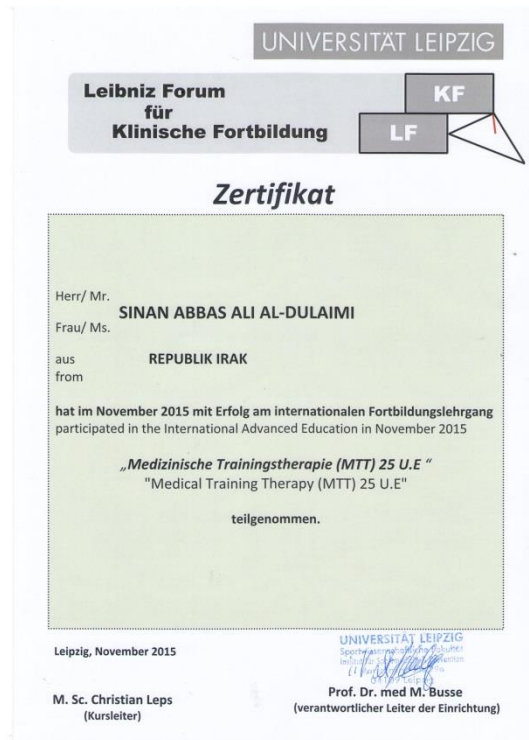 UNIVERSITÄT LEIPZIG
Leibniz Forum
für
Klinische Fortbildung
KF
LF
Zertifikat
Herr/ Mr.
SINAN ABBAS ALI AL-DULAIMI
Frau/ Ms.
aus REPUBLIK IRAK
from
hat im November 2015 mit Erfolg am internationalen Fortbildungslehrgang
participated in the International Advanced Education in November 2015
„Medizinische Trainingstherapie (MTT) 25 U.E “
"Medical Training Therapy (MTT) 25 U.E"
teilgenommen.
UNIVERSITÄT LEIPZIG
Leipzig, November 2015
M. Sc. Christian Leps
(Kursleiter)
Prof. Dr. med M. Busse
(verantwortlicher Leiter der Einrichtung)